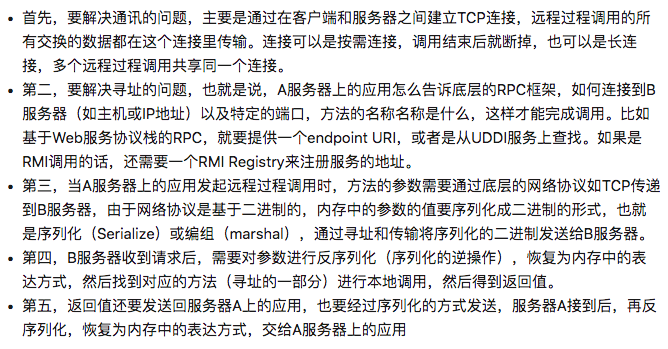 • 首先，要解决通讯的问题，主要是通过在客户端和服务器之间建立TCP连接，远程过程调用的所
有交换的数据都在这个连接里传输。连接可以是按需连接，调用结束后就断掉，也可以是长连
接，多个远程过程调用共享同一个连接。
• 第二，要解决寻址的问题，也就是说，A服务器上的应用怎么告诉底层的RPC框架，如何连接到B
服务器（如主机或IP地址）以及特定的端口，方法的名称名称是什么，这样才能完成调用。比如
基于Web服务协议栈的RPC，就要提供一个endpoint URI，或者是从UDDI服务上查找。如果是
RMI调用的话，还需要一个RMI Registry来注册服务的地址。
• 第三，当A服务器上的应用发起远程过程调用时，方法的参数需要通过底层的网络协议如TCP传递
到B服务器，由于网络协议是基于二进制的，内存中的参数的值要序列化成二进制的形式，也就
是序列化（Serialize）或编组（marshal），通过寻址和传输将序列化的二进制发送给B服务器。
• 第四，B服务器收到请求后，需要对参数进行反序列化（序列化的逆操作），恢复为内存中的表
达方式，然后找到对应的方法（寻址的一部分）进行本地调用，然后得到返回值。
• 第五，返回值还要发送回服务器A上的应用，也要经过序列化的方式发送，服务器A接到后，再反
序列化，恢复为内存中的表达方式，交给A服务器上的应用